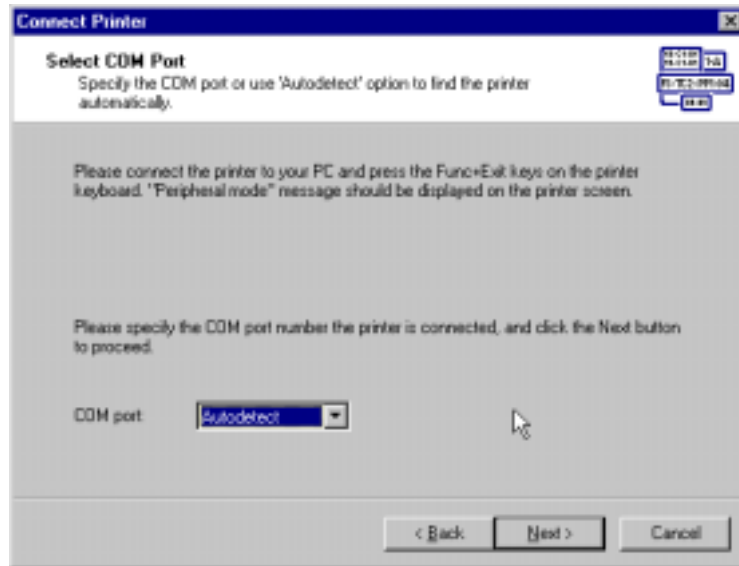 Connect Printer
Select COM Port
Specify the COM port or use 'Autodetect' option to find the printer
automatically.
Please connect the printer to your PC and press the Func+Exit keys on the printer
keyboard. "Peripheral mode" message should be displayed on the printer screen.
Please specify the COM port number the printer is connected, and click the Next button
to proceed.
COM port
Autodetect
< Back
Next >
Cancel